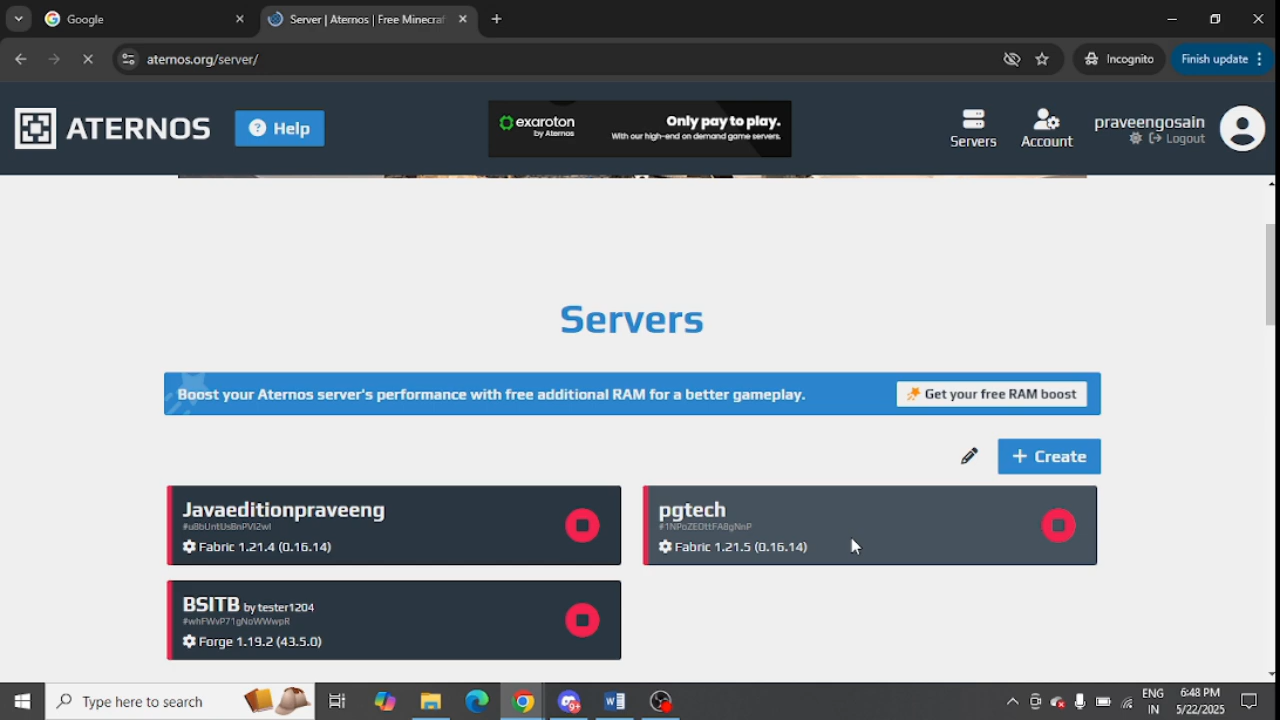 Google
Server | Aternos | Free Minecraf
aternos.org/server/
Incognito
Finish update
ATERNOS
Help
exaroton
by Aternos
Only pay to play.
With our high-end on demand game servers.
Servers
Account
praveengosain
Logout
Servers
Boost your Aternos server's performance with free additional RAM for a better gameplay.
Get your free RAM boost
Create
Javaeditionpraveeng
Fabric 1.21.4 (0.16.14)
pgtech
Fabric 1.21.5 (0.16.14)
BSITB by tester1204
Forge 1.19.2 (43.5.0)
Type here to search
ENG
IN
6:48 PM
5/22/2025